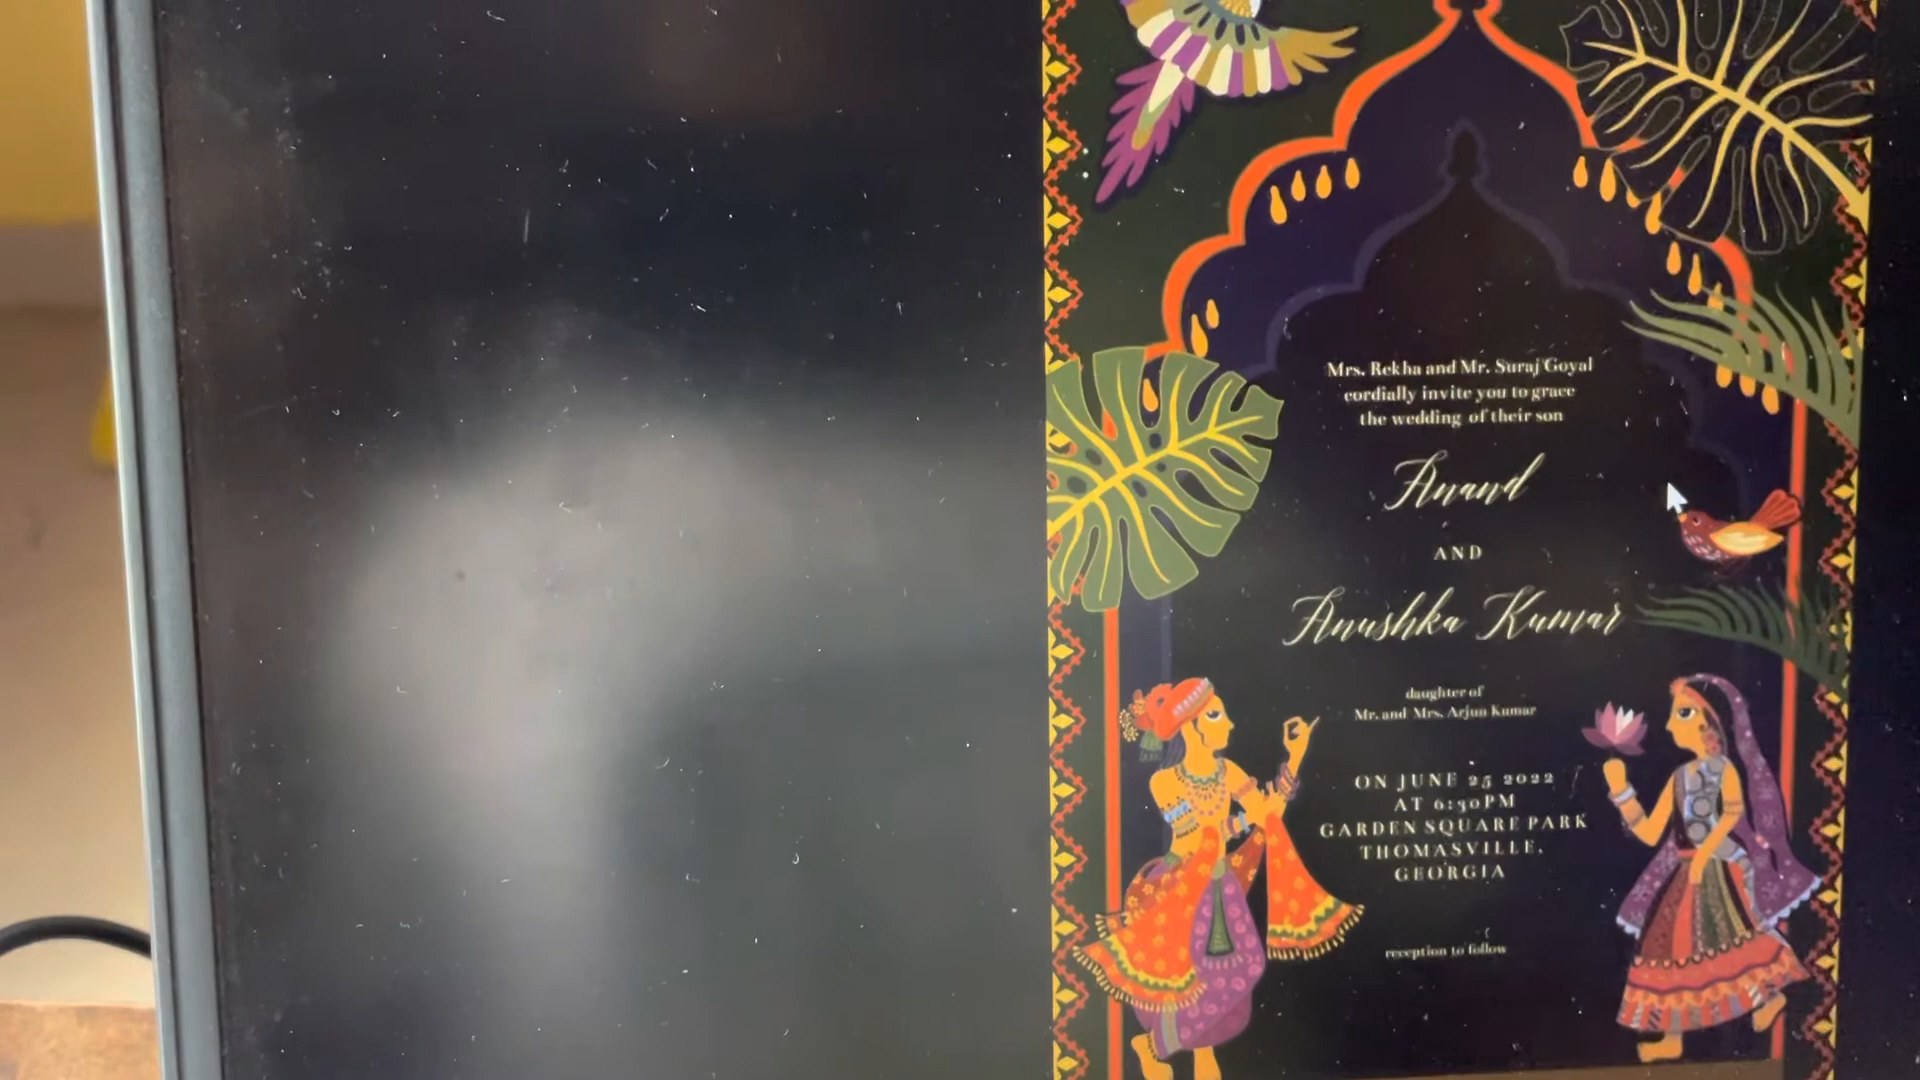 Mrs. Rekha and Mr. Suraj Goyal
cordially invite you to grace
the wedding of their son
Anand
AND
Anushka Kumar
daughter of
Mr. and Mrs. Arjun Kumar
ON JUNE 25 2022
AT 6:30PM
GARDEN SQUARE PARK
THOMASVILLE,
GEORGIA
reception to follow